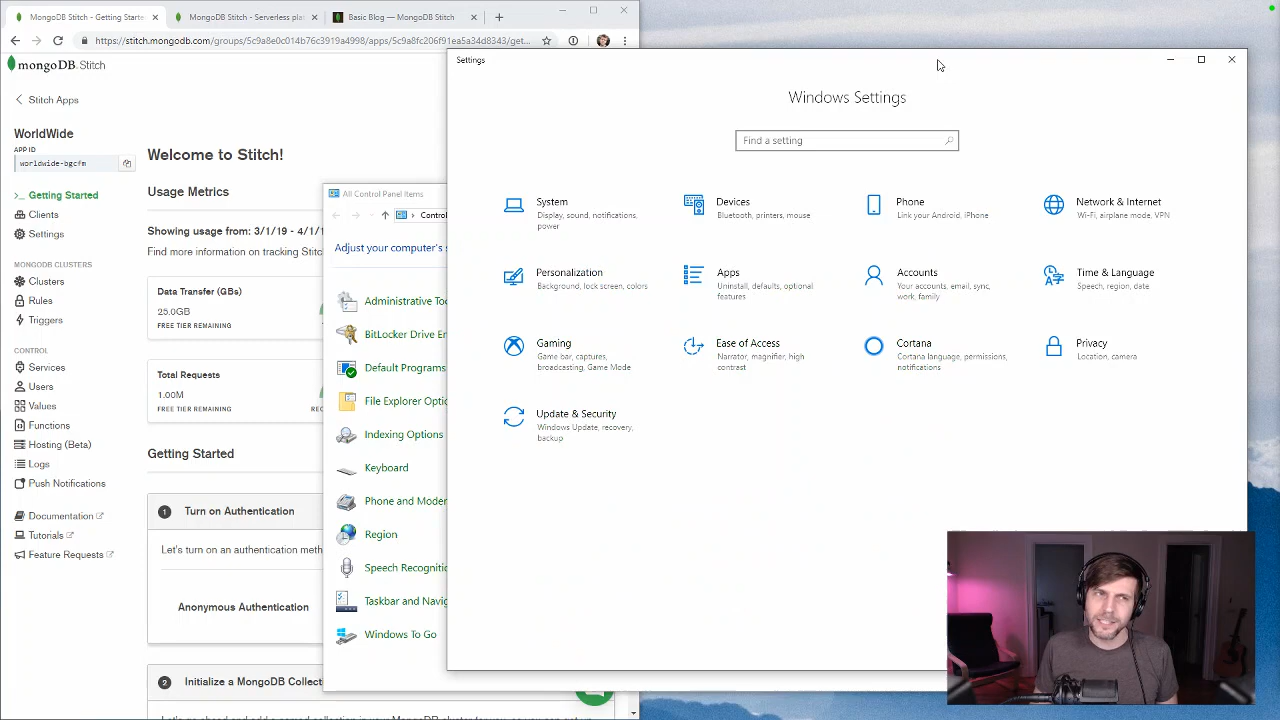 MongoDB Stitch - Getting Starte
MongoDB Stitch - Serverless pla
Basic Blog — MongoDB Stitch
https://stitch.mongodb.com/groups/5c9a8e0c014b76c3919a4998/apps/5c9a8fc206f91ea5a34d8343/get...
mongoDB.Stitch
Stitch Apps
WorldWide
APP ID
worldwide-bgcfm
Getting Started
Clients
Settings
MONGODB CLUSTERS
Clusters
Rules
Triggers
CONTROL
Services
Users
Values
Functions
Hosting (Beta)
Logs
Push Notifications
Documentation
Tutorials
Feature Requests
Welcome to Stitch!
Usage Metrics
Showing usage from: 3/1/19 - 4/1/1
Find more information on tracking Stitc
Data Transfer (GBs)
25.0GB
FREE TIER REMAINING
Total Requests
1.00M
FREE TIER REMAINING
Getting Started
1 Turn on Authentication
Let's turn on an authentication meth
Anonymous Authentication
2 Initialize a MongoDB Collect
All Control Panel Items
Control
Adjust your computer's s
Administrative Too
BitLocker Drive En
Default Programs
File Explorer Optio
Indexing Options
Keyboard
Phone and Moder
Region
Speech Recognitio
Taskbar and Navig
Windows To Go
Settings
Windows Settings
Find a setting
System
Display, sound, notifications,
power
Devices
Bluetooth, printers, mouse
Phone
Link your Android, iPhone
Network & Internet
Wi-Fi, airplane mode, VPN
Personalization
Background, lock screen, colors
Apps
Uninstall, defaults, optional
features
Accounts
Your accounts, email, sync,
work, family
Time & Language
Speech, region, date
Gaming
Game bar, captures,
broadcasting, Game Mode
Ease of Access
Narrator, magnifier, high
contrast
Cortana
Cortana language, permissions,
notifications
Privacy
Location, camera
Update & Security
Windows Update, recovery,
backup